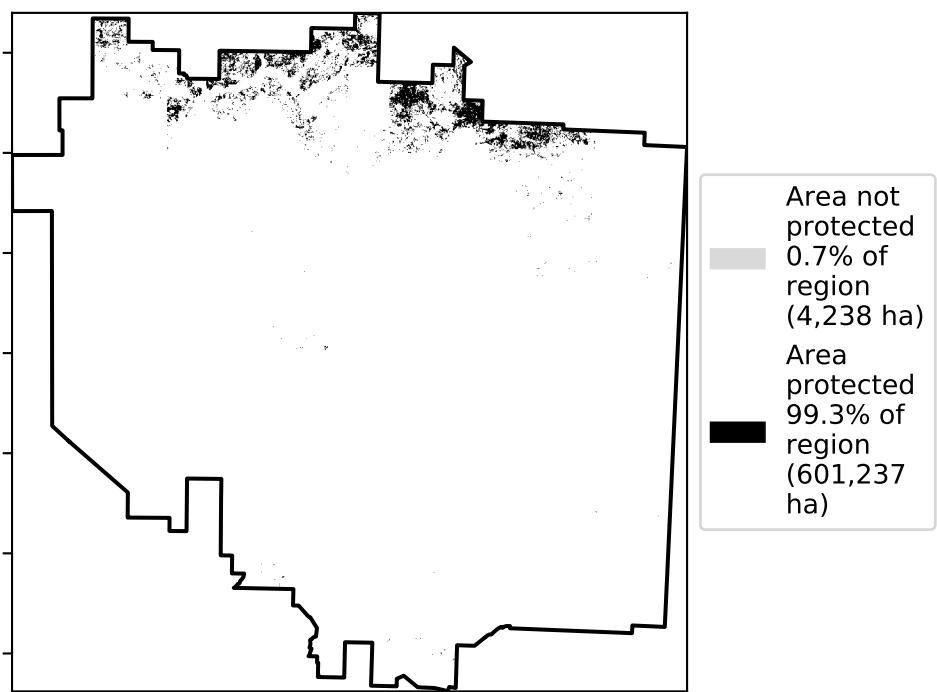 Area not
protected
0.7% of
region
(4,238 ha)
Area
protected
99.3% of
region
(601,237
ha)